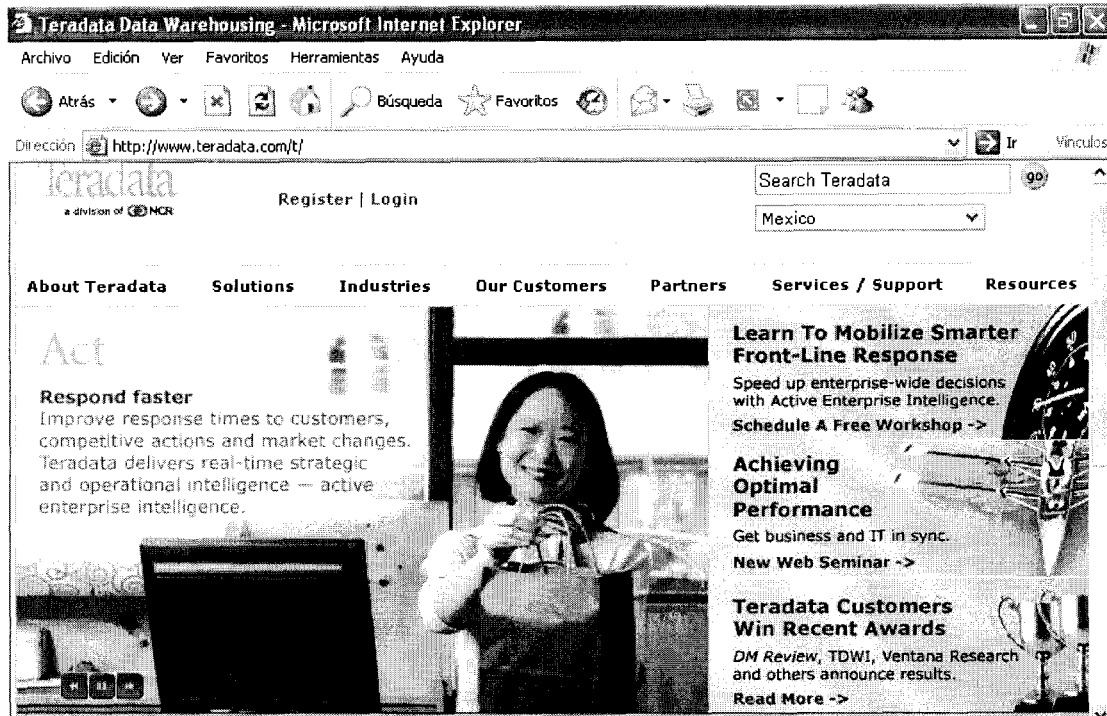 Teradata Data Warehousing - Microsoft Internet Explorer
Archivo Edición Ver Favoritos Herramientas Ayuda
Atrás Búsqueda Favoritos
Dirección http://www.teradata.com/t/ Ir Vínculos
Teradata
a division of NCR
Register | Login
Search Teradata go
Mexico
About Teradata Solutions Industries Our Customers Partners Services / Support Resources
Act
Respond faster
Improve response times to customers,
competitive actions and market changes.
Teradata delivers real-time strategic
and operational intelligence — active
enterprise intelligence.
Learn To Mobilize Smarter
Front-Line Response
Speed up enterprise-wide decisions
with Active Enterprise Intelligence.
Schedule A Free Workshop ->
Achieving
Optimal
Performance
Get business and IT in sync.
New Web Seminar ->
Teradata Customers
Win Recent Awards
DM Review, TDWI, Ventana Research
and others announce results.
Read More ->